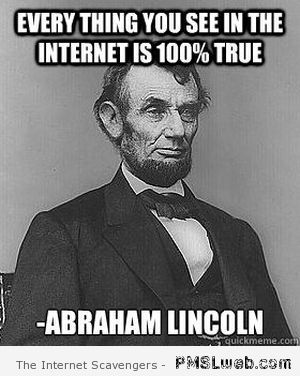 EVERY THING YOU SEE IN THE
INTERNET IS 100% TRUE
-ABRAHAM LINCOLN
quickmeme.com
The Internet Scavengers - PMSLweb.com